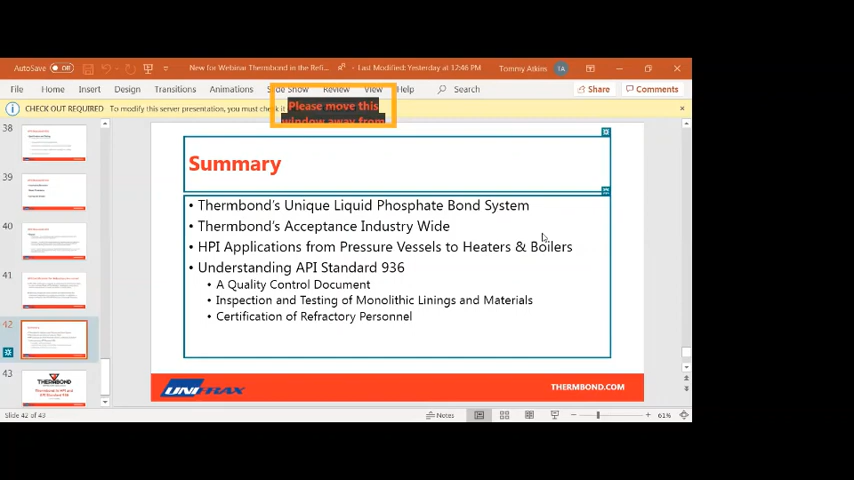 AutoSave Off
New for Webinar Thermbond in the Refi...
Last Modified: Yesterday at 12:46 PM
Tommy Atkim TA
File Home Insert Design Transitions Animations Slide Show Review View Help Search Share Comments
CHECK OUT REQUIRED To modify this server presentation, you must check it
Please move this
window away from
38
39
40
41
42
43
Summary
• Thermbond's Unique Liquid Phosphate Bond System
• Thermbond's Acceptance Industry Wide
• HPI Applications from Pressure Vessels to Heaters & Boilers
• Understanding API Standard 936
• A Quality Control Document
• Inspection and Testing of Monolithic Linings and Materials
• Certification of Refractory Personnel
UNIFRAX
THERMBOND.COM
THERMBOND
Slide 42 of 43
Notes
61%